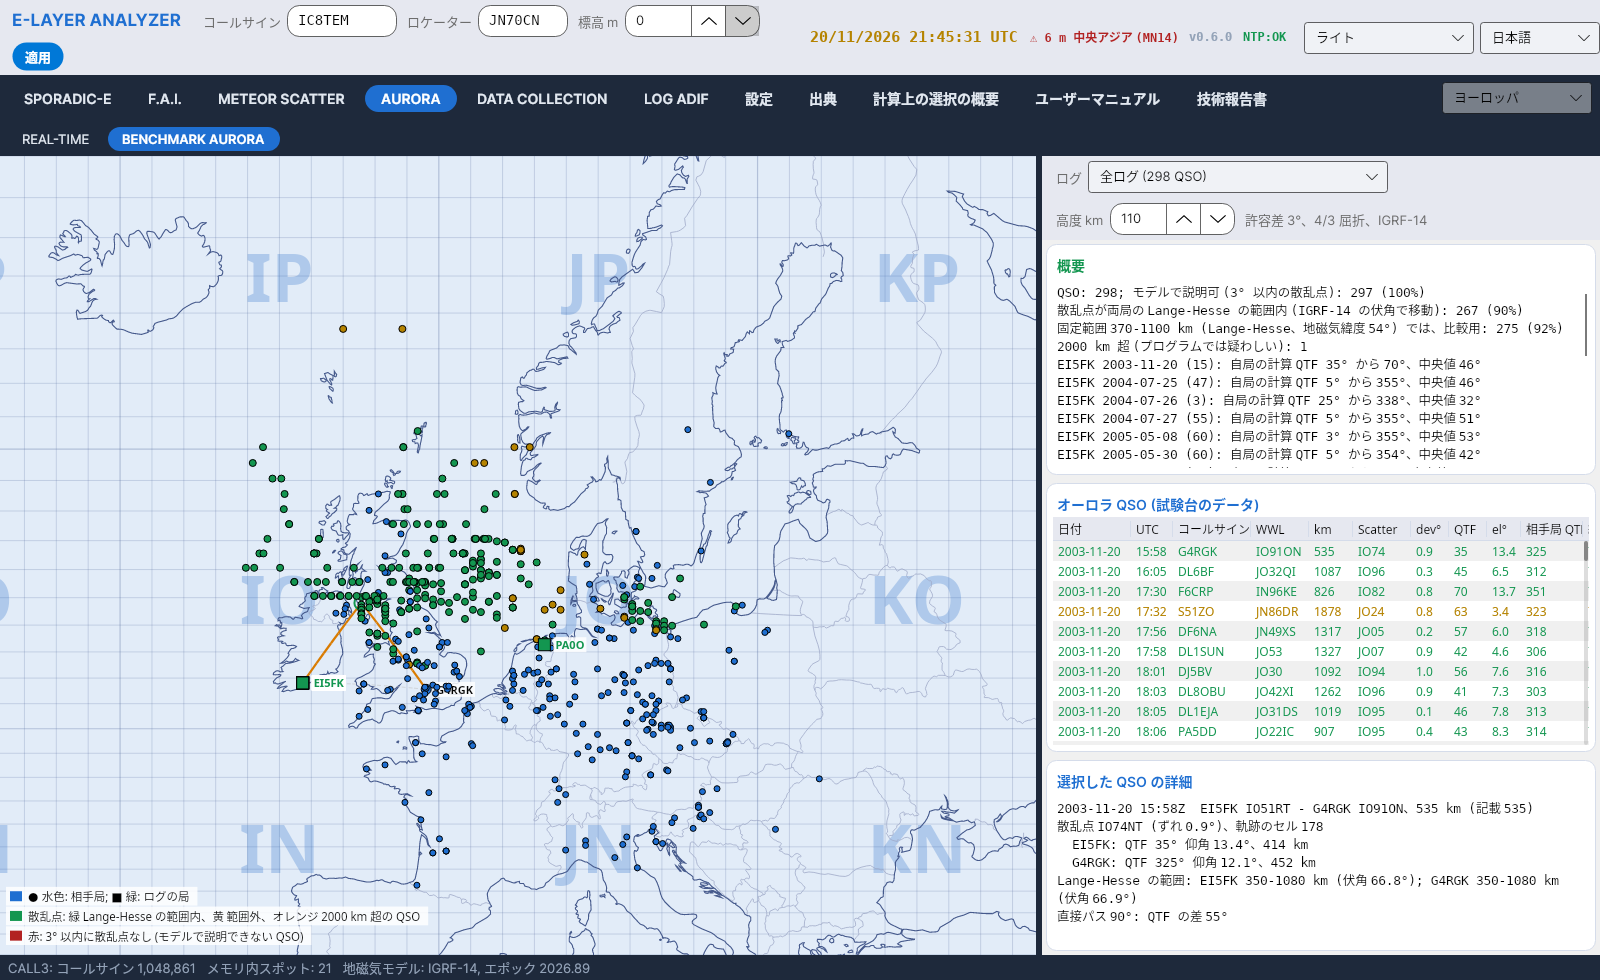 E-LAYER ANALYZER コールサイン IC8TEM ロケーター JN70CN 標高 m 0
20/11/2026 21:45:31 UTC ⚠ 6 m 中央アジア (MN14) v0.6.0 NTP:OK ライト 日本語
適用
SPORADIC-E F.A.I. METEOR SCATTER AURORA DATA COLLECTION LOG ADIF 設定 出典 計算上の選択の概要 ユーザーマニュアル 技術報告書 ヨーロッパ
REAL-TIME BENCHMARK AURORA
IP JP KP
IO JO KO
IN JN KN
EI5FK
PA0O
G4RGK
● 水色: 相手局; ■ 緑: ログの局
散乱点: 緑 Lange-Hesse の範囲内、黄 範囲外、オレンジ 2000 km 超の QSO
赤: 3° 以内に散乱点なし (モデルで説明できない QSO)
ログ 全ログ (298 QSO)
高度 km 110 許容差 3°、4/3 屈折、IGRF-14
概要
QSO: 298; モデルで説明可 (3° 以内の散乱点): 297 (100%)
散乱点が両局の Lange-Hesse の範囲内 (IGRF-14 の伏角で移動): 267 (90%)
固定範囲 370-1100 km (Lange-Hesse、地磁気緯度 54°) では、比較用: 275 (92%)
2000 km 超 (プログラムでは疑わしい): 1
EI5FK 2003-11-20 (15): 自局の計算 QTF 35° から 70°、中央値 46°
EI5FK 2004-07-25 (47): 自局の計算 QTF 5° から 355°、中央値 46°
EI5FK 2004-07-26 (3): 自局の計算 QTF 25° から 338°、中央値 32°
EI5FK 2004-07-27 (55): 自局の計算 QTF 5° から 355°、中央値 51°
EI5FK 2005-05-08 (60): 自局の計算 QTF 3° から 355°、中央値 53°
EI5FK 2005-05-30 (60): 自局の計算 QTF 5° から 354°、中央値 42°
オーロラ QSO (試験台のデータ)
日付 UTC コールサイン WWL km Scatter dev° QTF el° 相手局 QTF
2003-11-20 15:58 G4RGK IO91ON 535 IO74 0.9 35 13.4 325
2003-11-20 16:05 DL6BF JO32QI 1087 IO96 0.3 45 6.5 312
2003-11-20 17:30 F6CRP IN96KE 826 IO82 0.8 70 13.7 351
2003-11-20 17:32 S51ZO JN86DR 1878 JO24 0.8 63 3.4 323
2003-11-20 17:56 DF6NA JN49XS 1317 JO05 0.2 57 6.0 318
2003-11-20 17:58 DL1SUN JO53 1327 JO07 0.9 42 4.6 306
2003-11-20 18:01 DJ5BV JO30 1092 IO94 1.0 56 7.6 316
2003-11-20 18:03 DL8OBU JO42XI 1262 IO96 0.9 41 7.3 303
2003-11-20 18:05 DL1EJA JO31DS 1019 IO95 0.1 46 7.8 313
2003-11-20 18:06 PA5DD JO22IC 907 IO95 0.4 43 8.3 314
選択した QSO の詳細
2003-11-20 15:58Z EI5FK IO51RT - G4RGK IO91ON、535 km (記載 535)
散乱点 IO74NT (ずれ 0.9°)、軌跡のセル 178
EI5FK: QTF 35° 仰角 13.4°、414 km
G4RGK: QTF 325° 仰角 12.1°、452 km
Lange-Hesse の範囲: EI5FK 350-1080 km (伏角 66.8°); G4RGK 350-1080 km
(伏角 66.9°)
直接パス 90°: QTF の差 55°
CALL3: コールサイン 1,048,861 メモリ内スポット: 21 地磁気モデル: IGRF-14, エポック 2026.89